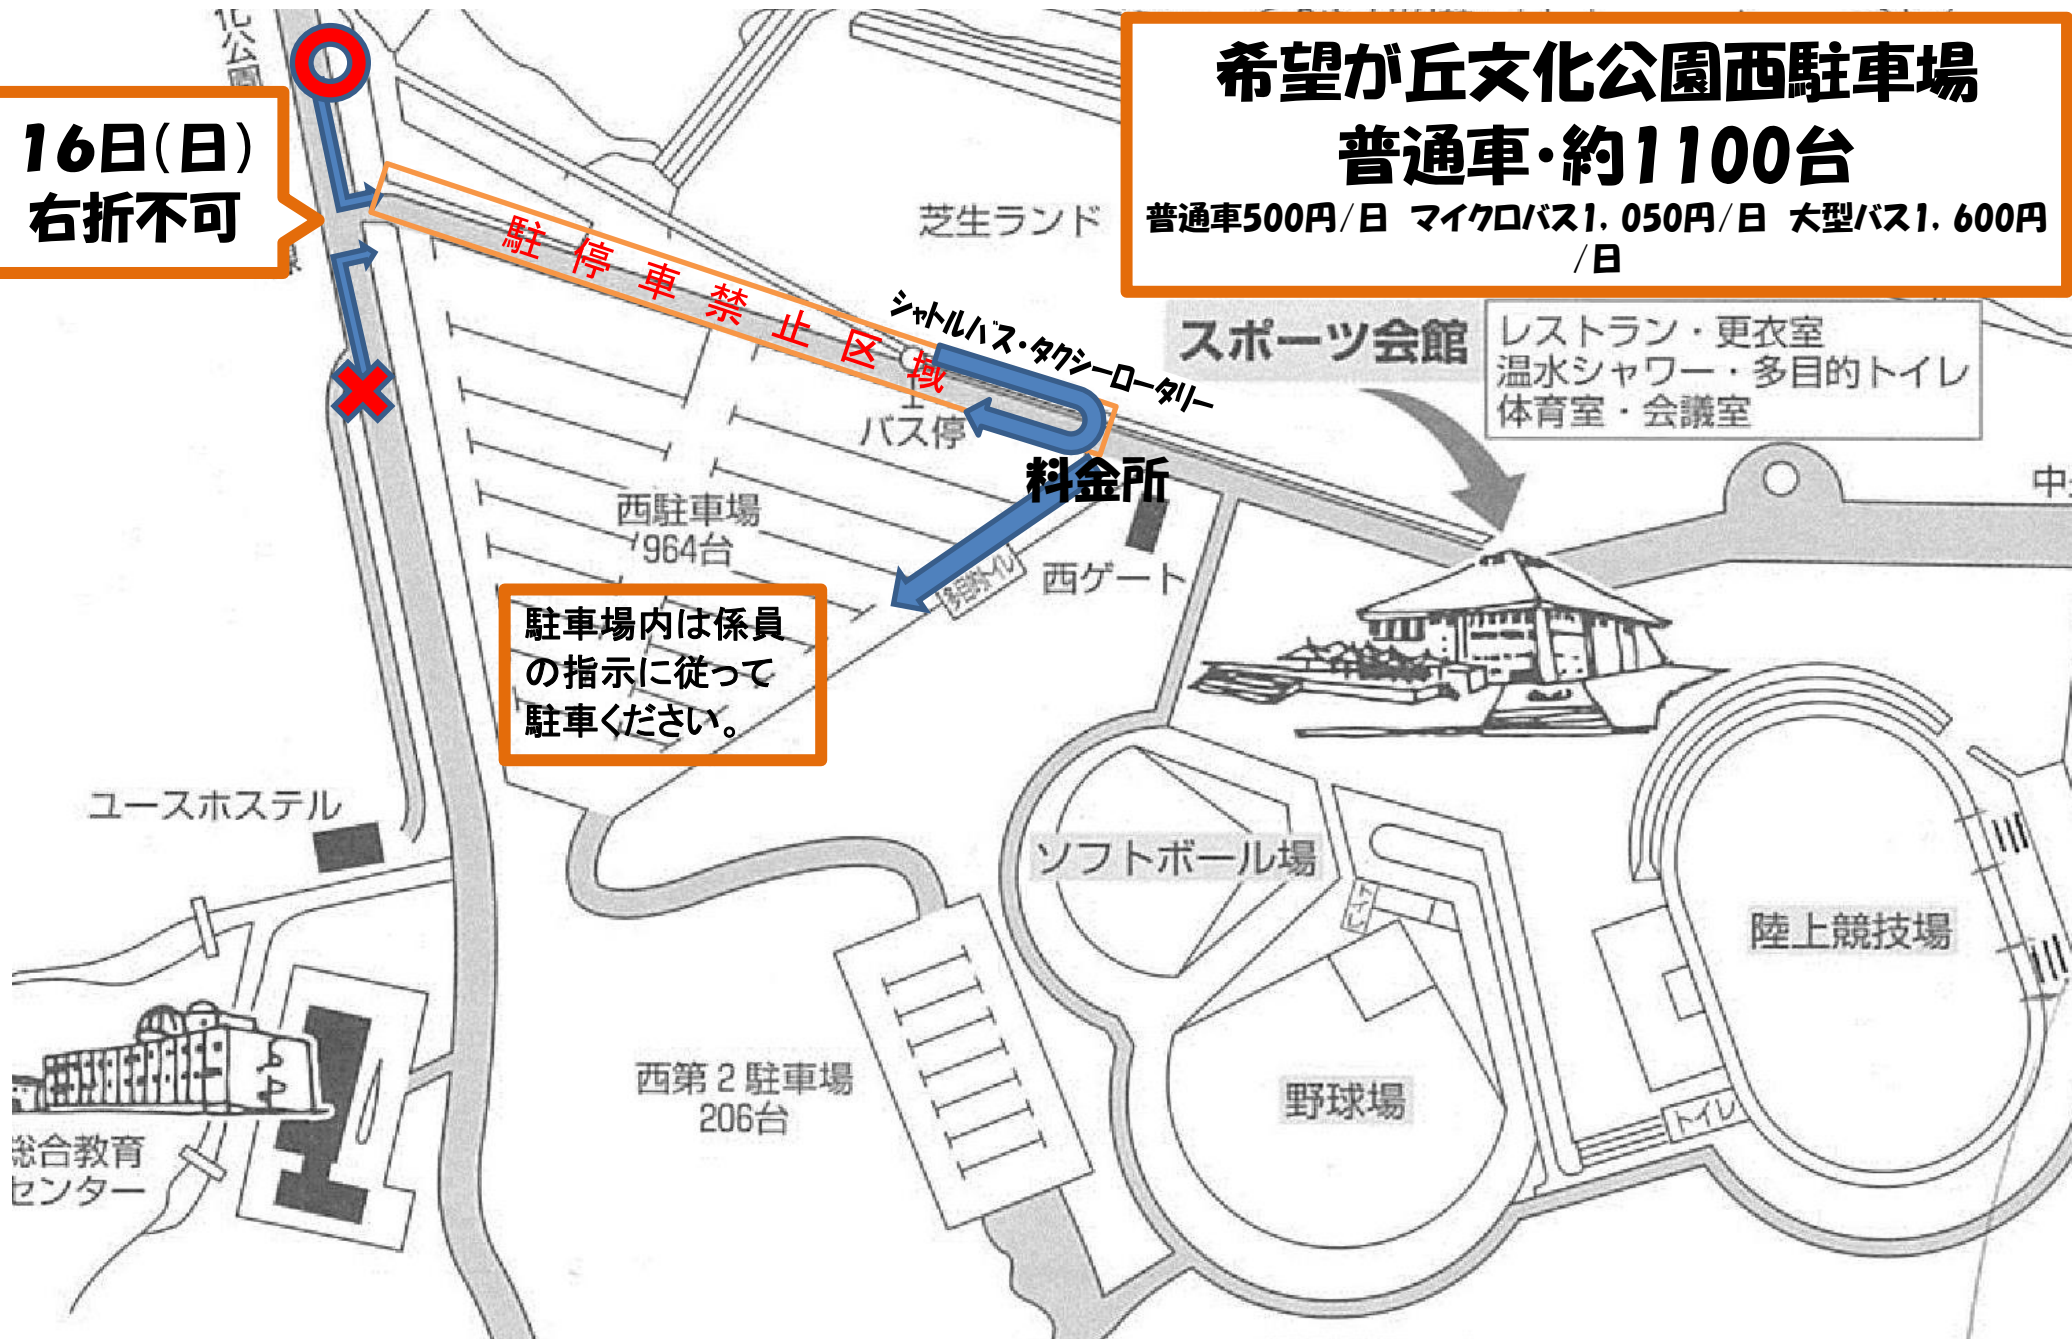 希望が丘文化公園西駐車場
普通車・約1100台
普通車500円/日 マイクロバス1,050円/日 大型バス1,600円
/日
化公園
16日(日)
右折不可
芝生ランド
駐停車禁止区域
シャトルバス・タクシーロータリー
スポーツ会館
レストラン・更衣室
温水シャワー・多目的トイレ
体育室・会議室
バス停
料金所
中
西駐車場
964台
多目的トイレ
西ゲート
駐車場内は係員
の指示に従って
駐車ください。
ユースホステル
ソフトボール場
トイレ
陸上競技場
西第2駐車場
206台
野球場
トイレ
総合教育
センター